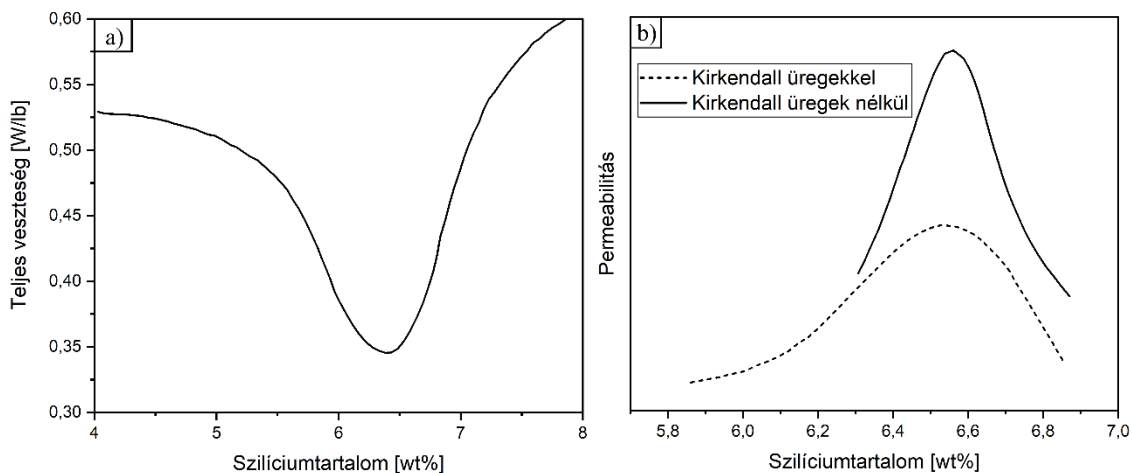 a)
Teljes veszteség [W/lb]
0,60
0,55
0,50
0,45
0,40
0,35
0,30
4 5 6 7 8
Szilíciumtartalom [wt%]
b)
Kirkendall üregekkel
Kirkendall üregek nélkül
Permeabilitás
5,8 6,0 6,2 6,4 6,6 6,8 7,0
Szilíciumtartalom [wt%]